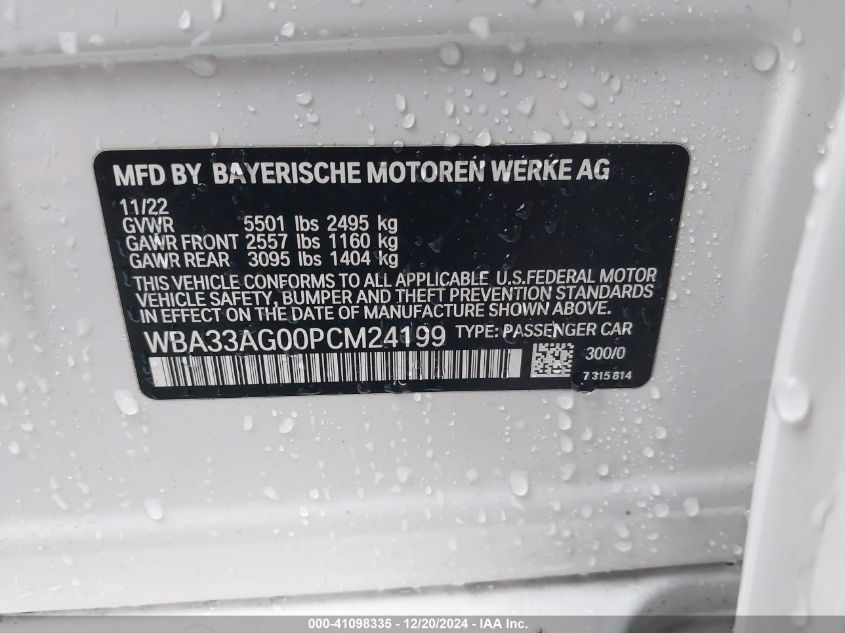 MFD BY BAYERISCHE MOTOREN WERKE AG
11/22
GVWR 5501 lbs 2495 kg
GAWR FRONT 2557 lbs 1160 kg
GAWR REAR 3095 lbs 1404 kg
THIS VEHICLE CONFORMS TO ALL APPLICABLE U.S.FEDERAL MOTOR
VEHICLE SAFETY, BUMPER AND THEFT PREVENTION STANDARDS
IN EFFECT ON THE DATE OF MANUFACTURE SHOWN ABOVE.
WBA33AG00PCM24199 TYPE: PASSENGER CAR
300/0
7 315 814
000-41098335 - 12/20/2024 - IAA Inc.